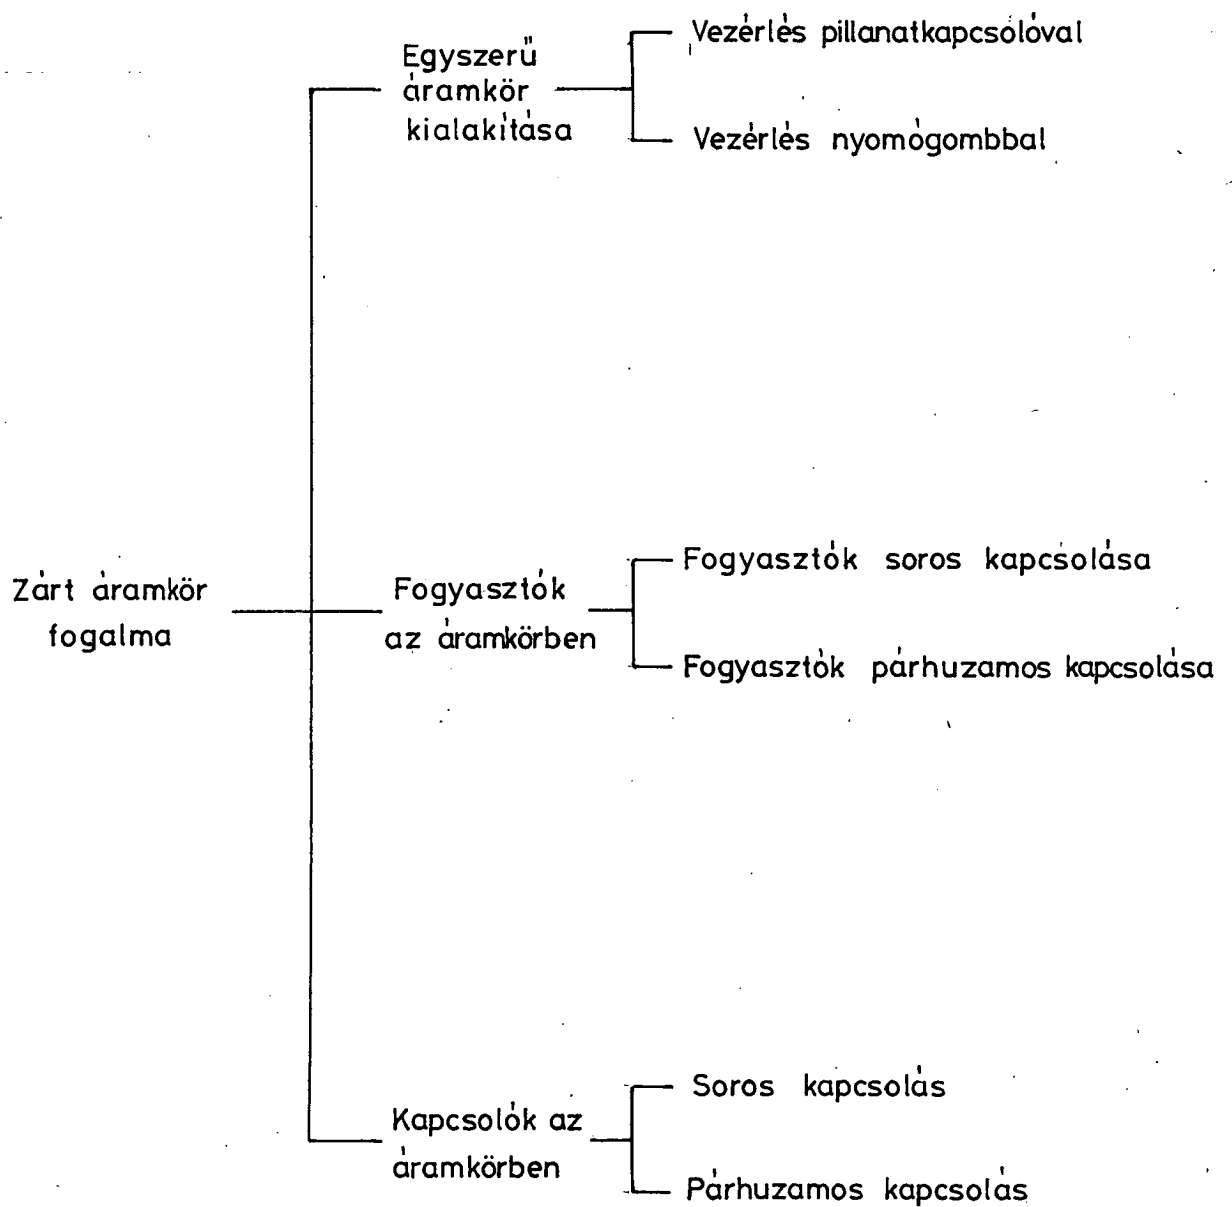 Zárt áramkör
fogalma
Egyszerű
áramkör
kialakítása
Vezérlés pillanatkapcsolóval
Vezérlés nyomógombbal
Fogyasztók
az áramkörben
Fogyasztók soros kapcsolása
Fogyasztók párhuzamos kapcsolása
Kapcsolók az
áramkörben
Soros kapcsolás
Párhuzamos kapcsolás